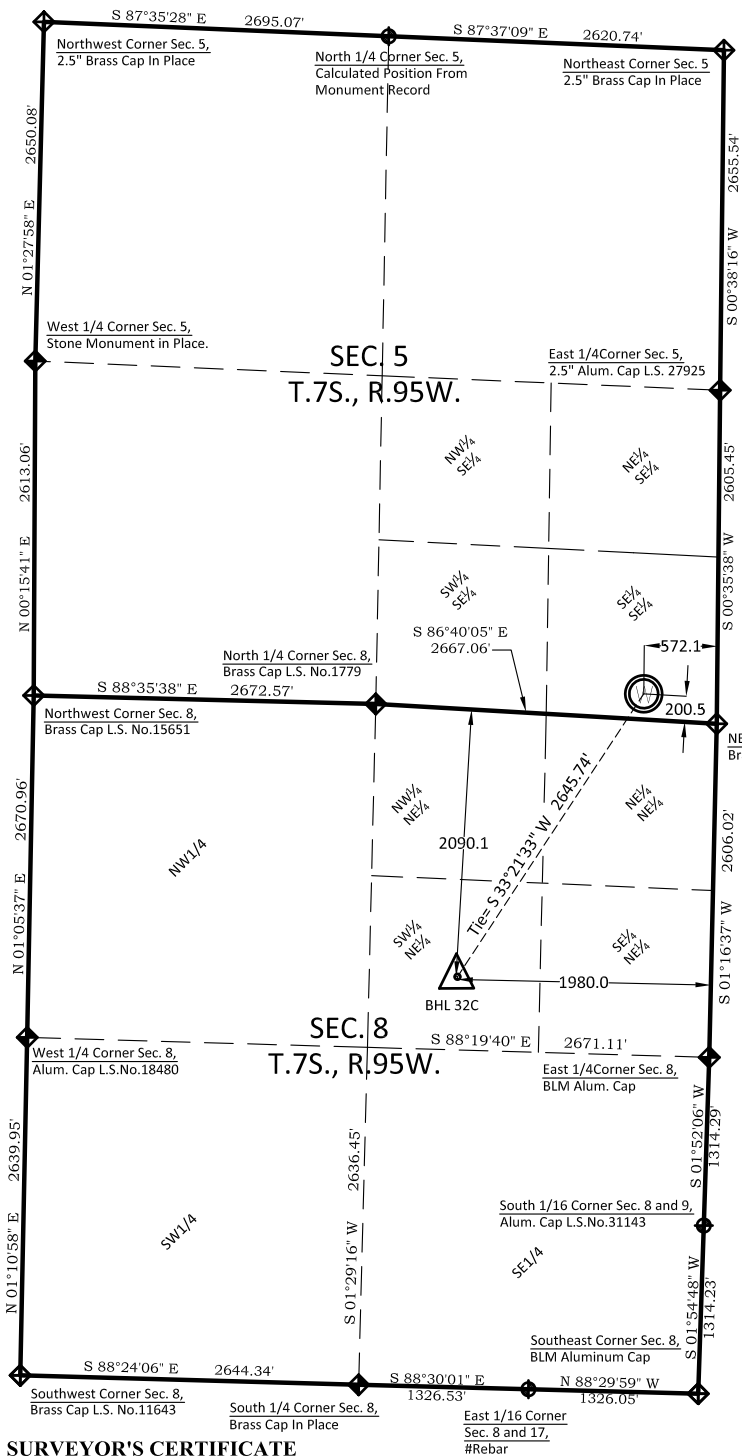 S 87°35'28" E 2695.07'
S 87°37'09" E 2620.74'
Northwest Corner Sec. 5,
2.5" Brass Cap In Place
North 1/4 Corner Sec. 5,
Calculated Position From
Monument Record
Northeast Corner Sec. 5
2.5" Brass Cap In Place
N 01°27'58" E 2650.08'
S 00°38'16" W 2655.54'
West 1/4 Corner Sec. 5,
Stone Monument in Place.
SEC. 5
T.7S., R.95W.
East 1/4Corner Sec. 5,
2.5" Alum. Cap L.S. 27925
N 00°15'41" E 2613.06'
S 00°35'38" W 2605.45'
NW¼
SE¼
NE¼
SE¼
SW¼
SE¼
SE¼
SE¼
S 86°40'05" E
2667.06'
572.1
200.5
North 1/4 Corner Sec. 8,
Brass Cap L.S. No.1779
S 88°35'38" E 2672.57'
Northwest Corner Sec. 8,
Brass Cap L.S. No.15651
NE
Br
N 01°05'37" E 2670.96'
NW1/4
NW¼
NE¼
2090.1
Tie= S 33°21'33" W 2645.74'
NE¼
NE¼
S 01°16'37" W 2606.02'
SW¼
NE¼
SE¼
NE¼
1980.0
BHL 32C
SEC. 8
T.7S., R.95W.
S 88°19'40" E 2671.11'
West 1/4 Corner Sec. 8,
Alum. Cap L.S.No.18480
East 1/4Corner Sec. 8,
BLM Alum. Cap
N 01°10'58" E 2639.95'
S 01°29'16" W 2636.45'
S 01°52'06" W
1314.29'
SW1/4
South 1/16 Corner Sec. 8 and 9,
Alum. Cap L.S.No.31143
SE1/4
S 01°54'48" W
1314.23'
Southeast Corner Sec. 8,
BLM Aluminum Cap
S 88°24'06" E 2644.34'
S 88°30'01" E
1326.53'
N 88°29'59" W
1326.05'
Southwest Corner Sec. 8,
Brass Cap L.S. No.11643
South 1/4 Corner Sec. 8,
Brass Cap In Place
East 1/16 Corner
Sec. 8 and 17,
#Rebar
SURVEYOR'S CERTIFICATE